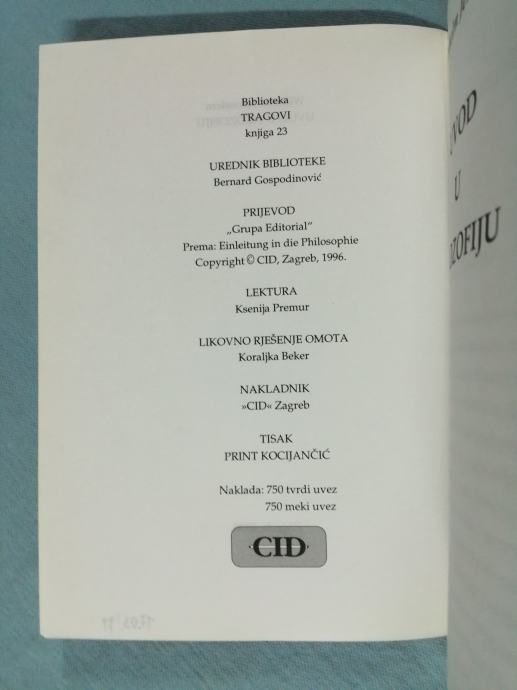 Biblioteka
TRAGOVI
knjiga 23
UREDNIK BIBLIOTEKE
Bernard Gospodinović
PRIJEVOD
„Grupa Editorial“
Prema: Einleitung in die Philosophie
Copyright © CID, Zagreb, 1996.
LEKTURA
Ksenija Premur
LIKOVNO RJEŠENJE OMOTA
Koraljka Beker
NAKLADNIK
»CID« Zagreb
TISAK
PRINT KOCIJANČIĆ
Naklada: 750 tvrdi uvez
750 meki uvez
CID
U